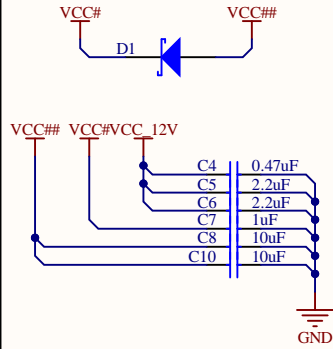 VCC# VCC##
D1
VCC## VCC# VCC_12V
C4 0.47uF
C5 2.2uF
C6 2.2uF
C7 1uF
C8 10uF
C10 10uF
GND